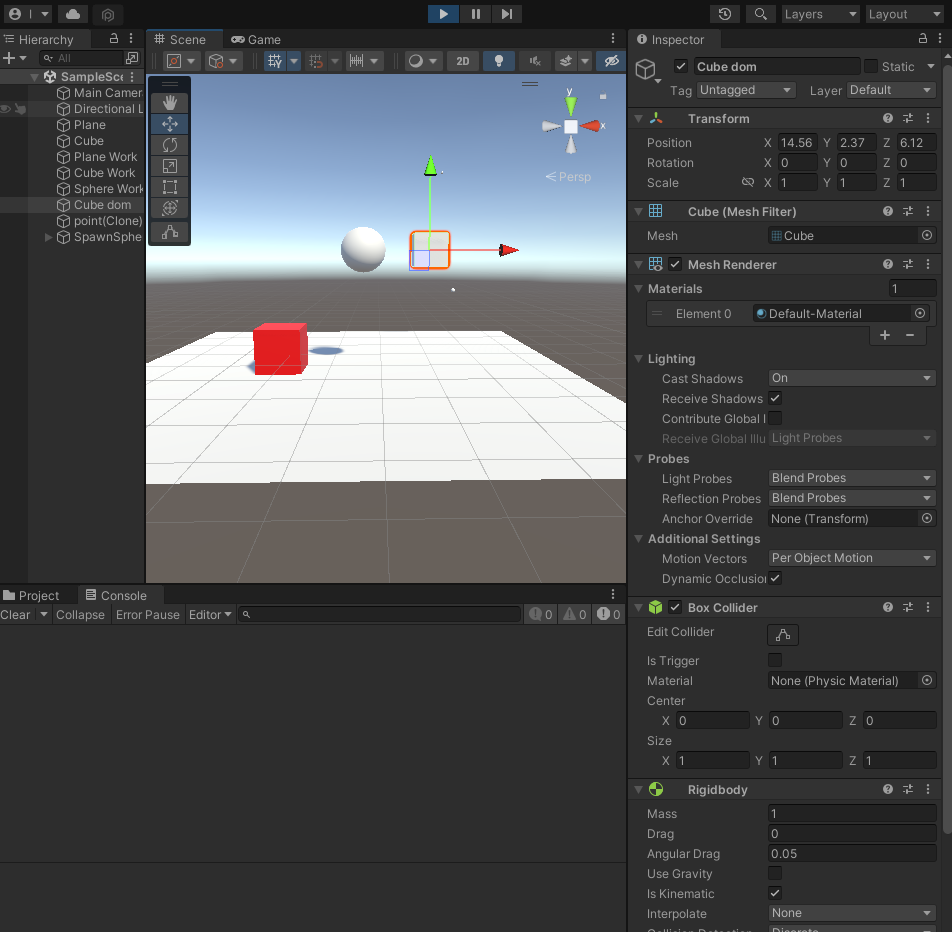 Layers
Layout
Hierarchy
All
SampleSce
Main Camer
Directional L
Plane
Cube
Plane Work
Cube Work
Sphere Work
Cube dom
point(Clone)
SpawnSphe
Scene
Game
2D
y
x
Persp
Project
Console
Clear
Collapse
Error Pause
Editor
0
0
0
Inspector
Cube dom
Static
Tag Untagged Layer Default
Transform
Position X 14.56 Y 2.37 Z 6.12
Rotation X 0 Y 0 Z 0
Scale X 1 Y 1 Z 1
Cube (Mesh Filter)
Mesh Cube
Mesh Renderer
Materials 1
Element 0 Default-Material
Lighting
Cast Shadows On
Receive Shadows
Contribute Global I
Receive Global Illu Light Probes
Probes
Light Probes Blend Probes
Reflection Probes Blend Probes
Anchor Override None (Transform)
Additional Settings
Motion Vectors Per Object Motion
Dynamic Occlusion
Box Collider
Edit Collider
Is Trigger
Material None (Physic Material)
Center
X 0 Y 0 Z 0
Size
X 1 Y 1 Z 1
Rigidbody
Mass 1
Drag 0
Angular Drag 0.05
Use Gravity
Is Kinematic
Interpolate None
Collision Detection Discrete